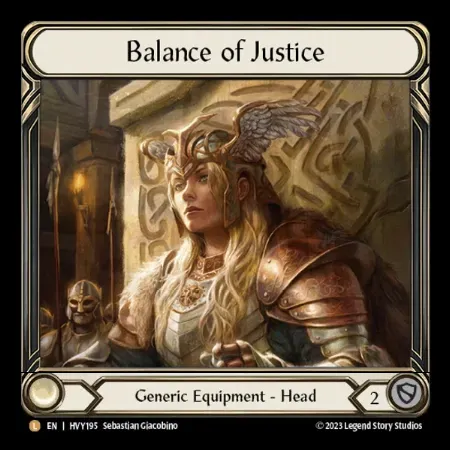 Balance of Justice
Generic Equipment - Head
2
L EN | HVY195 Sebastian Giacobino
© 2023 Legend Story Studios